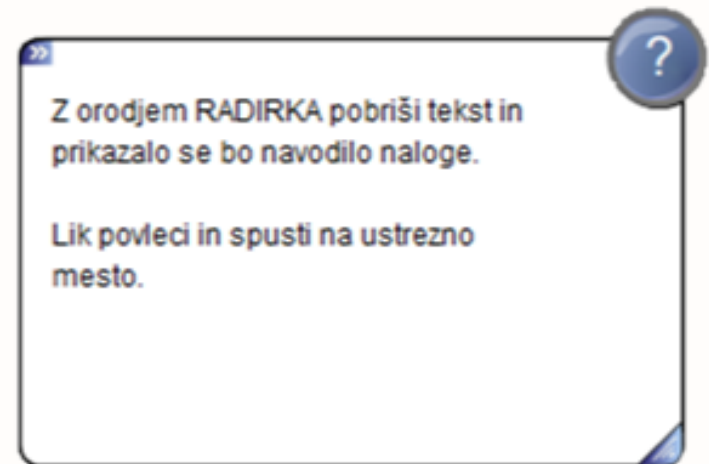 ?
Z orodjem RADIRKA pobriši tekst in
prikazalo se bo navodilo naloge.
Lik povleci in spusti na ustrezno
mesto.